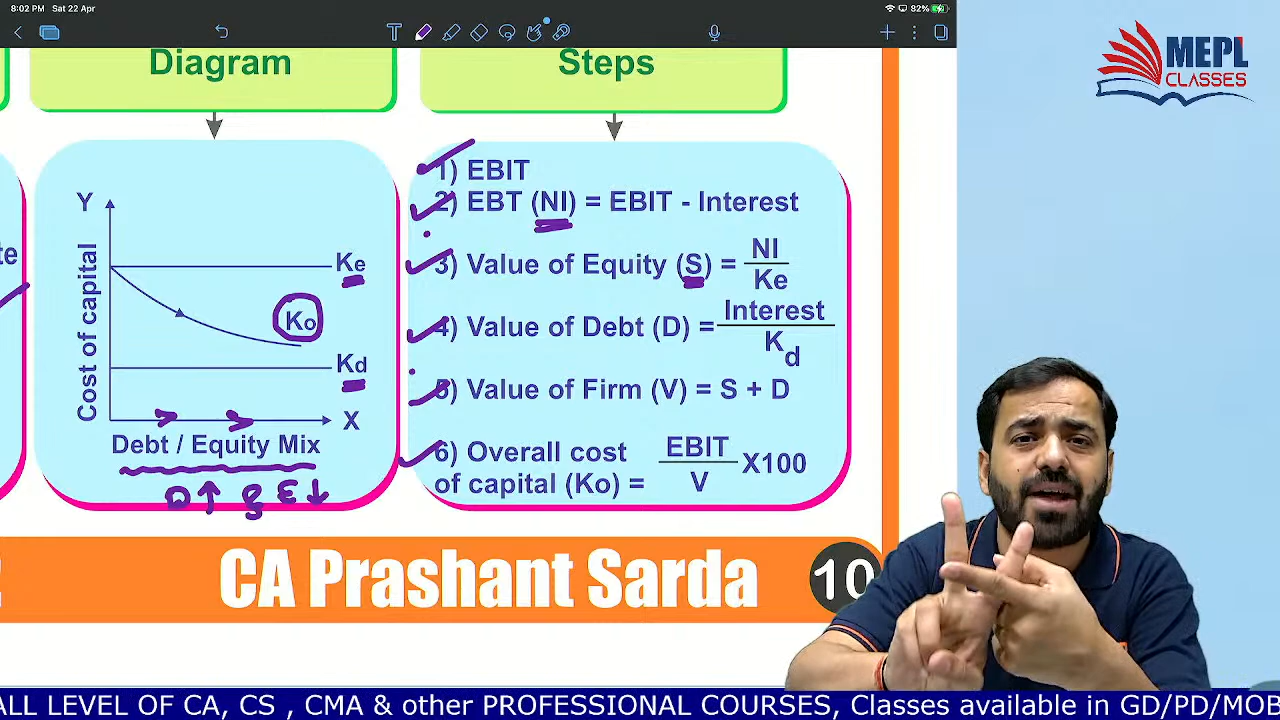 8:02 PM Sat 22 Apr
82%
T
MEPL
CLASSES
Diagram
Steps
te
Y
Cost of capital
Ke
Ko
Kd
X
Debt / Equity Mix
D ↑ & E ↓
1) EBIT
2) EBT (NI) = EBIT - Interest
3) Value of Equity (S) = NI / Ke
4) Value of Debt (D) = Interest / Kd
5) Value of Firm (V) = S + D
6) Overall cost
of capital (Ko) = EBIT / V X100
CA Prashant Sarda
10
ALL LEVEL OF CA, CS , CMA & other PROFESSIONAL COURSES, Classes available in GD/PD/MOB